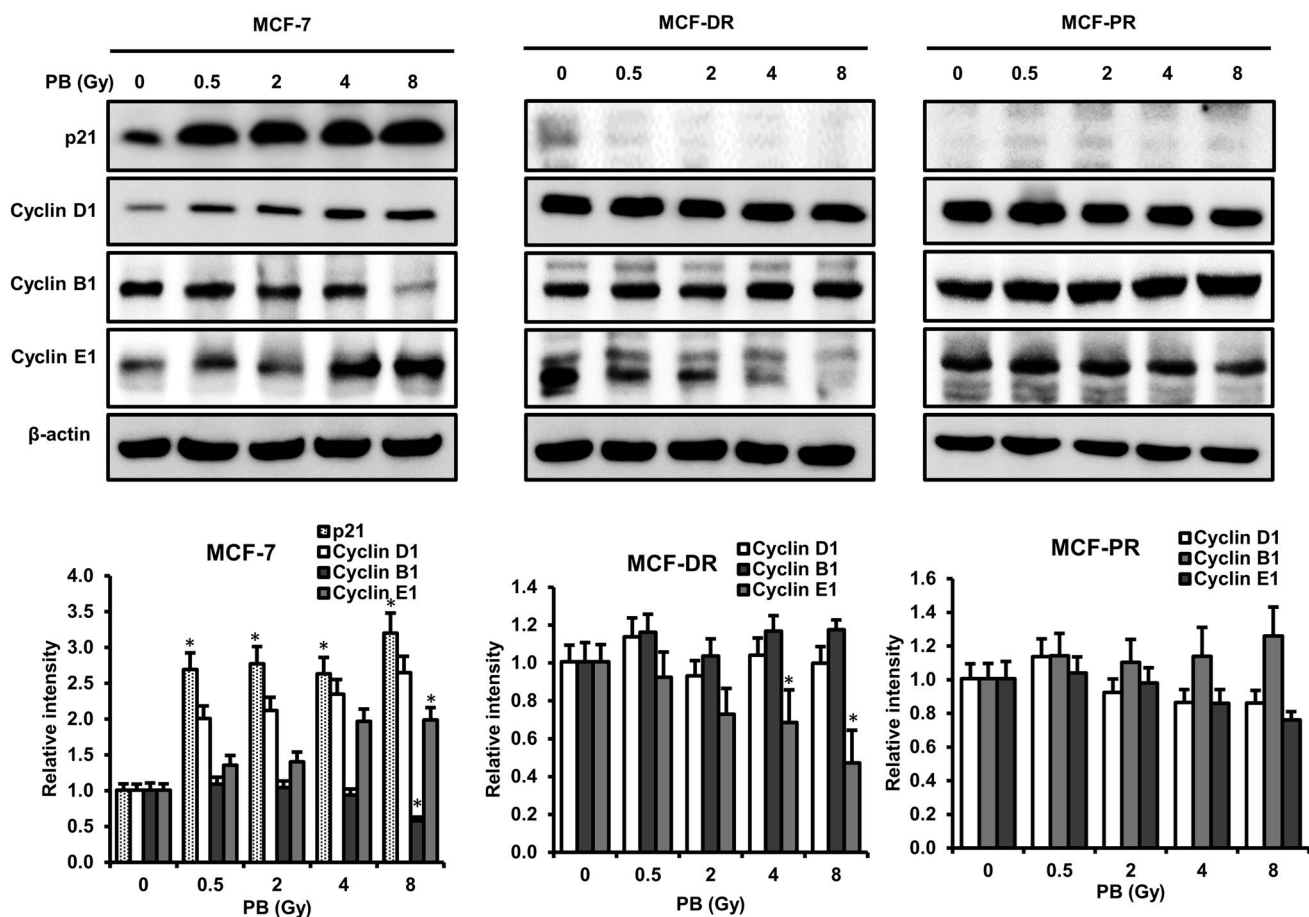 MCF-7 MCF-DR MCF-PR
PB (Gy) 0 0.5 2 4 8 0 0.5 2 4 8 0 0.5 2 4 8
p21
Cyclin D1
Cyclin B1
Cyclin E1
β-actin
MCF-7
p21
Cyclin D1
Cyclin B1
Cyclin E1
Relative intensity
4.0
3.5
3.0
2.5
2.0
1.5
1.0
0.5
0.0
* * * * * *
0 0.5 2 4 8
PB (Gy)
MCF-DR
Cyclin D1
Cyclin B1
Cyclin E1
Relative intensity
1.4
1.2
1.0
0.8
0.6
0.4
0.2
0.0
* *
0 0.5 2 4 8
PB (Gy)
MCF-PR
Cyclin D1
Cyclin B1
Cyclin E1
Relative intensity
1.6
1.4
1.2
1.0
0.8
0.6
0.4
0.2
0.0
0 0.5 2 4 8
PB (Gy)